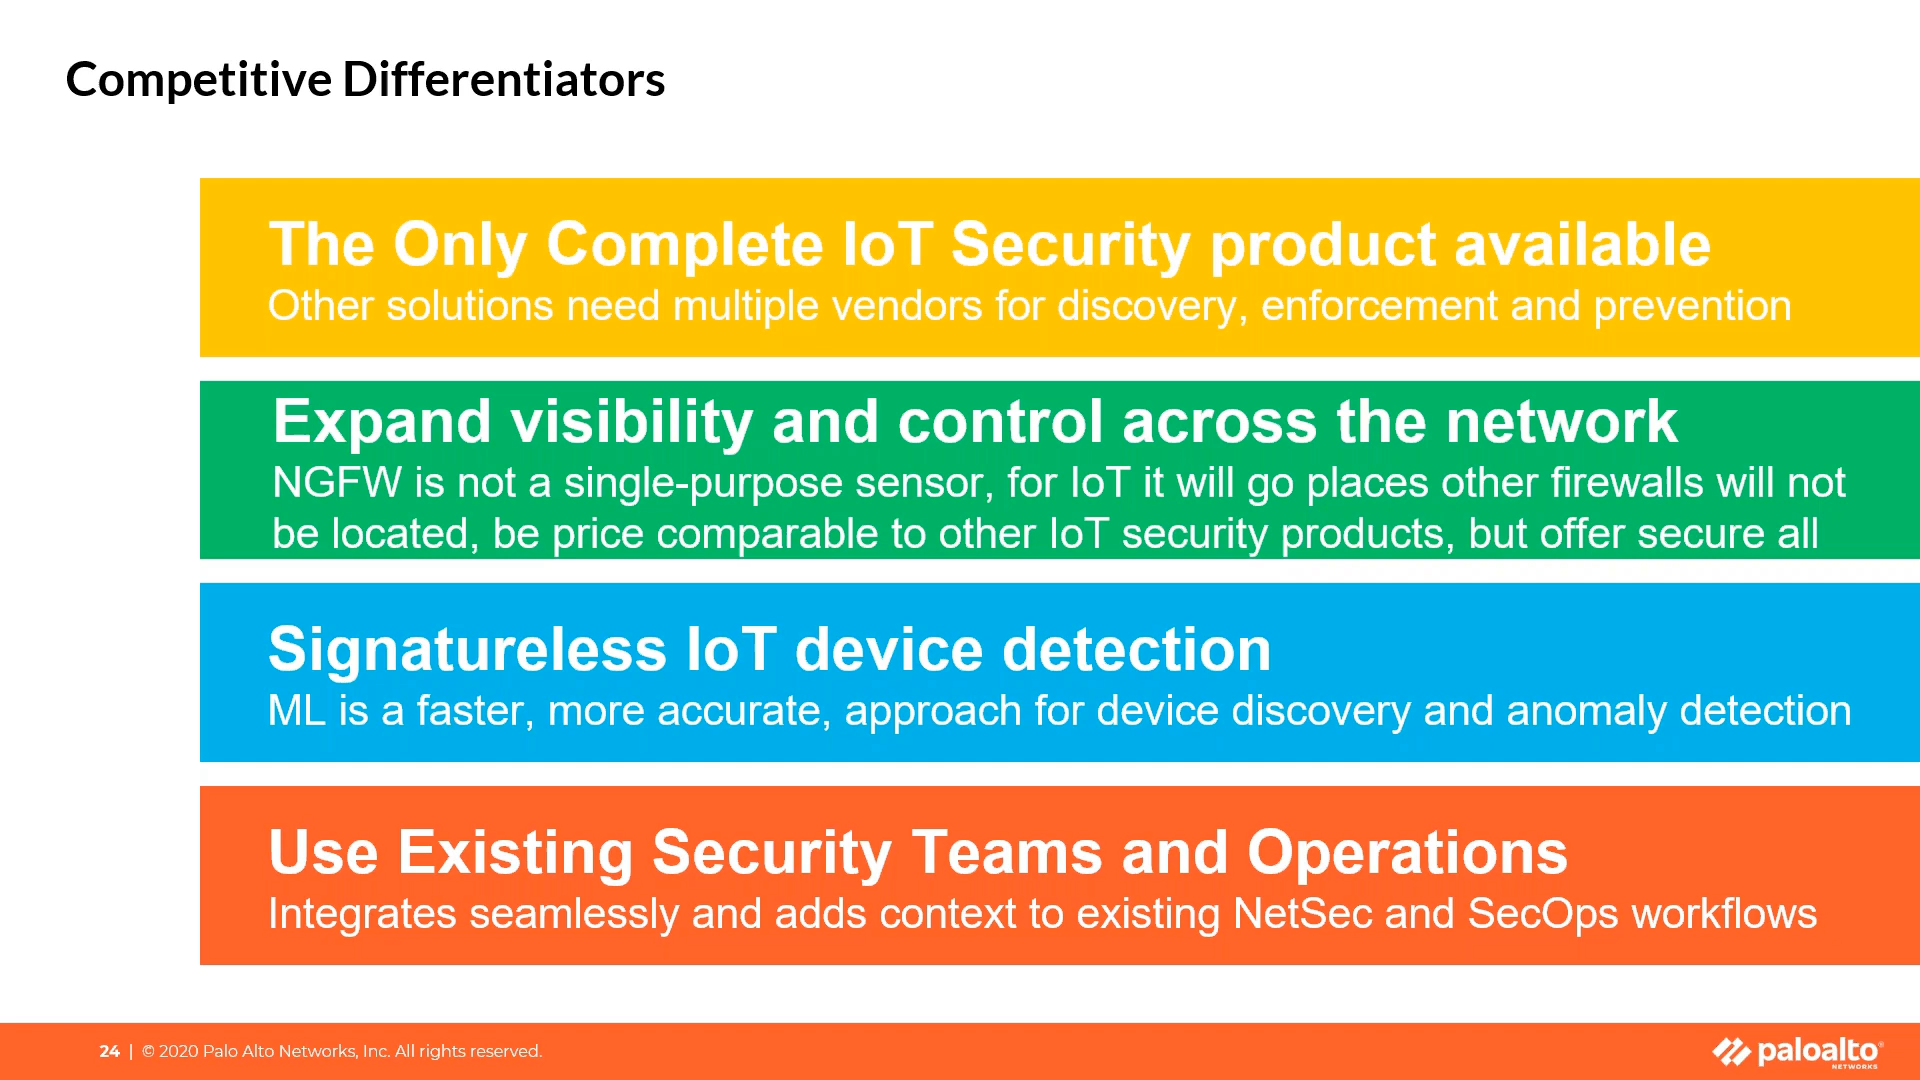 Competitive Differentiators
The Only Complete IoT Security product available
Other solutions need multiple vendors for discovery, enforcement and prevention
Expand visibility and control across the network
NGFW is not a single-purpose sensor, for IoT it will go places other firewalls will not
be located, be price comparable to other IoT security products, but offer secure all
Signatureless IoT device detection
ML is a faster, more accurate, approach for device discovery and anomaly detection
Use Existing Security Teams and Operations
Integrates seamlessly and adds context to existing NetSec and SecOps workflows
24 | © 2020 Palo Alto Networks, Inc. All rights reserved.
paloalto®
NETWORKS